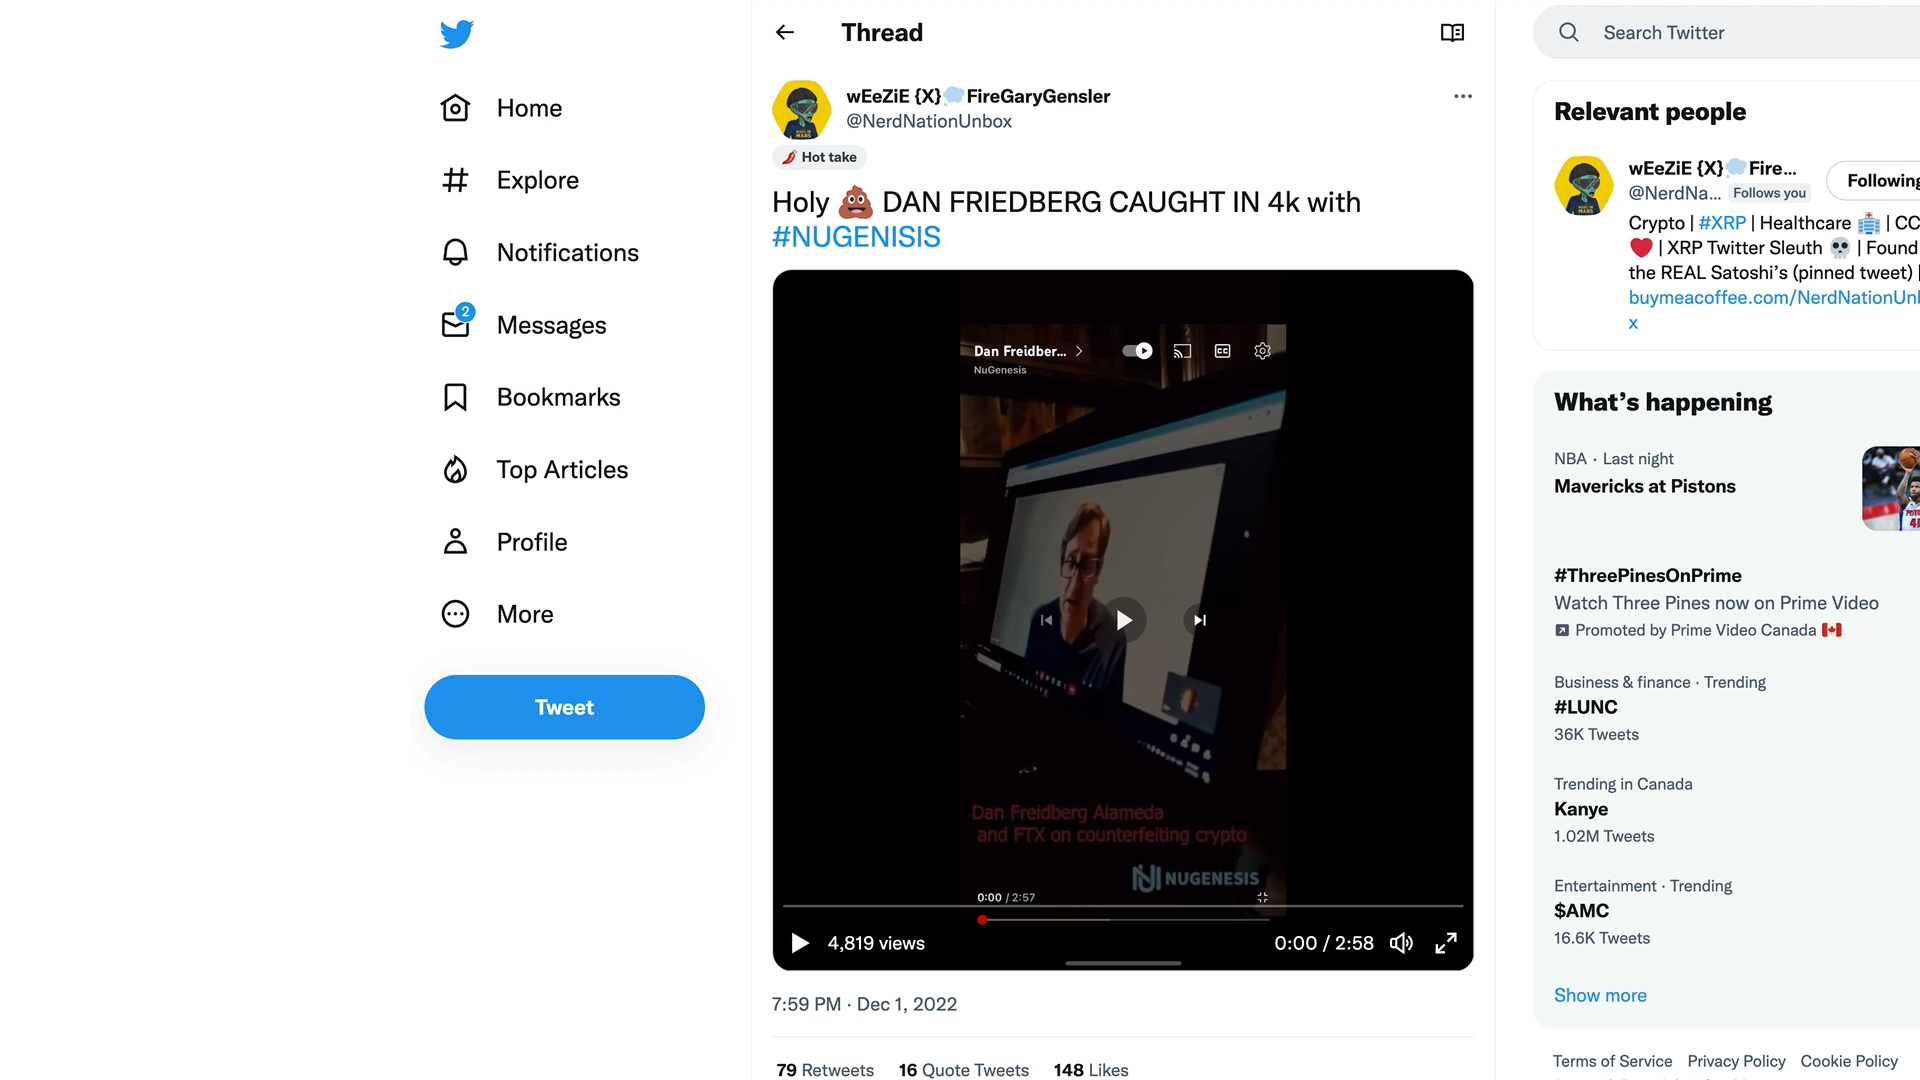 Home
Explore
Notifications
2
Messages
Bookmarks
Top Articles
Profile
More
Tweet
Thread
wEeZiE {X}💭FireGaryGensler
@NerdNationUnbox
🌶️ Hot take
Holy 💩 DAN FRIEDBERG CAUGHT IN 4k with
#NUGENISIS
Dan Freidber...
CC
NuGenesis
Dan Freidberg Alameda
and FTX on counterfeiting crypto
NUGENESIS
0:00 / 2:57
4,819 views
0:00 / 2:58
7:59 PM · Dec 1, 2022
79 Retweets 16 Quote Tweets 148 Likes
Search Twitter
Relevant people
wEeZiE {X}💭Fire...
Following
@NerdNa... Follows you
Crypto | #XRP | Healthcare 🏥 | CC
❤️ | XRP Twitter Sleuth 💀 | Found
the REAL Satoshi’s (pinned tweet) |
buymeacoffee.com/NerdNationUnb
x
What’s happening
NBA · Last night
Mavericks at Pistons
#ThreePinesOnPrime
Watch Three Pines now on Prime Video
Promoted by Prime Video Canada 🇨🇦
Business & finance · Trending
#LUNC
36K Tweets
Trending in Canada
Kanye
1.02M Tweets
Entertainment · Trending
$AMC
16.6K Tweets
Show more
Terms of Service Privacy Policy Cookie Policy